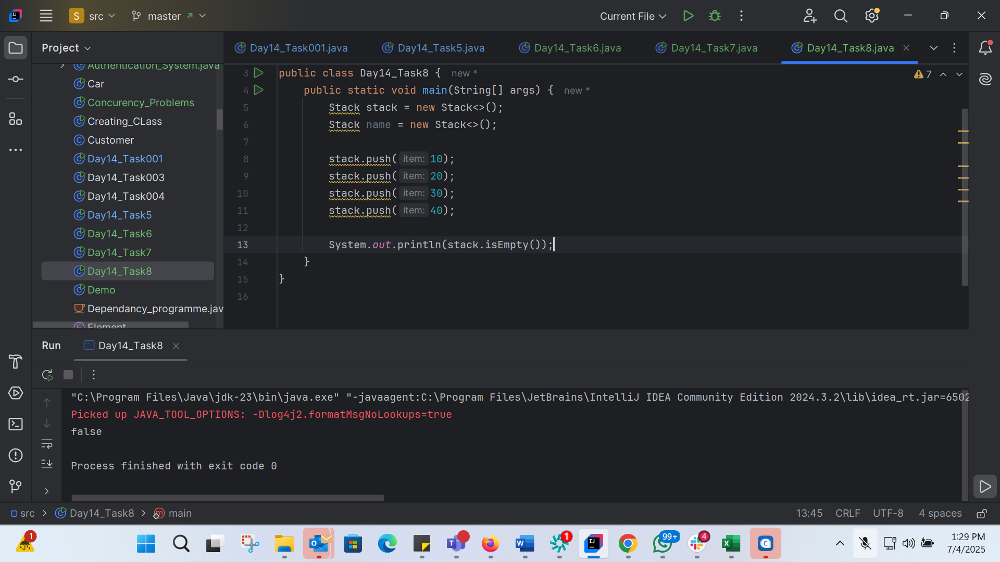 S src master Current File
Project
Day14_Task001.java Day14_Task5.java Day14_Task6.java Day14_Task7.java Day14_Task8.java
Authentication_System.java
Car
Concurency_Problems
Creating_CLass
Customer
Day14_Task001
Day14_Task003
Day14_Task004
Day14_Task5
Day14_Task6
Day14_Task7
Day14_Task8
Demo
Dependancy_programme.jav
Element
7
3 public class Day14_Task8 { new *
4 public static void main(String[] args) { new *
5 Stack stack = new Stack<>();
6 Stack name = new Stack<>();
7
8 stack.push( item: 10);
9 stack.push( item: 20);
10 stack.push( item: 30);
11 stack.push( item: 40);
12
13 System.out.println(stack.isEmpty());
14 }
15 }
16
Run Day14_Task8
"C:\Program Files\Java\jdk-23\bin\java.exe" "-javaagent:C:\Program Files\JetBrains\IntelliJ IDEA Community Edition 2024.3.2\lib\idea_rt.jar=6502
Picked up JAVA_TOOL_OPTIONS: -Dlog4j2.formatMsgNoLookups=true
false
Process finished with exit code 0
src > Day14_Task8 > main 13:45 CRLF UTF-8 4 spaces
1 99+ 1 4
1:29 PM
7/4/2025